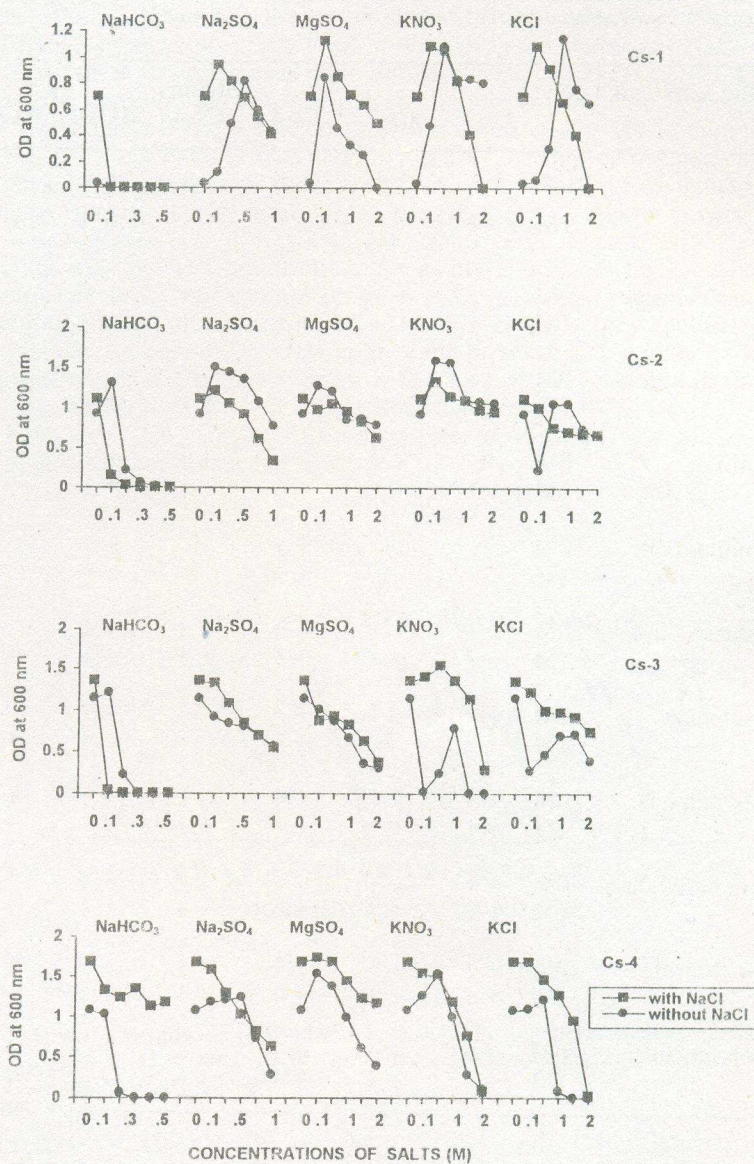 NaHCO₃ Na₂SO₄ MgSO₄ KNO₃ KCl
Cs-1
OD at 600 nm
1.2
1
0.8
0.6
0.4
0.2
0
0 .1 .3 .5 0 .1 .5 1 0 .1 1 2 0 .1 1 2 0 .1 1 2
NaHCO₃ Na₂SO₄ MgSO₄ KNO₃ KCl
Cs-2
OD at 600 nm
2
1.5
1
0.5
0
0.1 .3 .5 0.1 .5 1 0.1 1 2 0.1 1 2 0.1 1 2
NaHCO₃ Na₂SO₄ MgSO₄ KNO₃ KCl
Cs-3
OD at 600 nm
2
1.5
1
0.5
0
0 .1 .3 .5 0 .1 .5 1 0 .1 1 2 0 .1 1 2 0 .1 1 2
NaHCO₃ Na₂SO₄ MgSO₄ KNO₃ KCl
Cs-4
OD at 600 nm
2
1.5
1
0.5
0
with NaCl
without NaCl
0 .1 .3 .5 0 .1 .5 1 0 .1 1 2 0 .1 1 2 0 .1 1 2
CONCENTRATIONS OF SALTS (M)